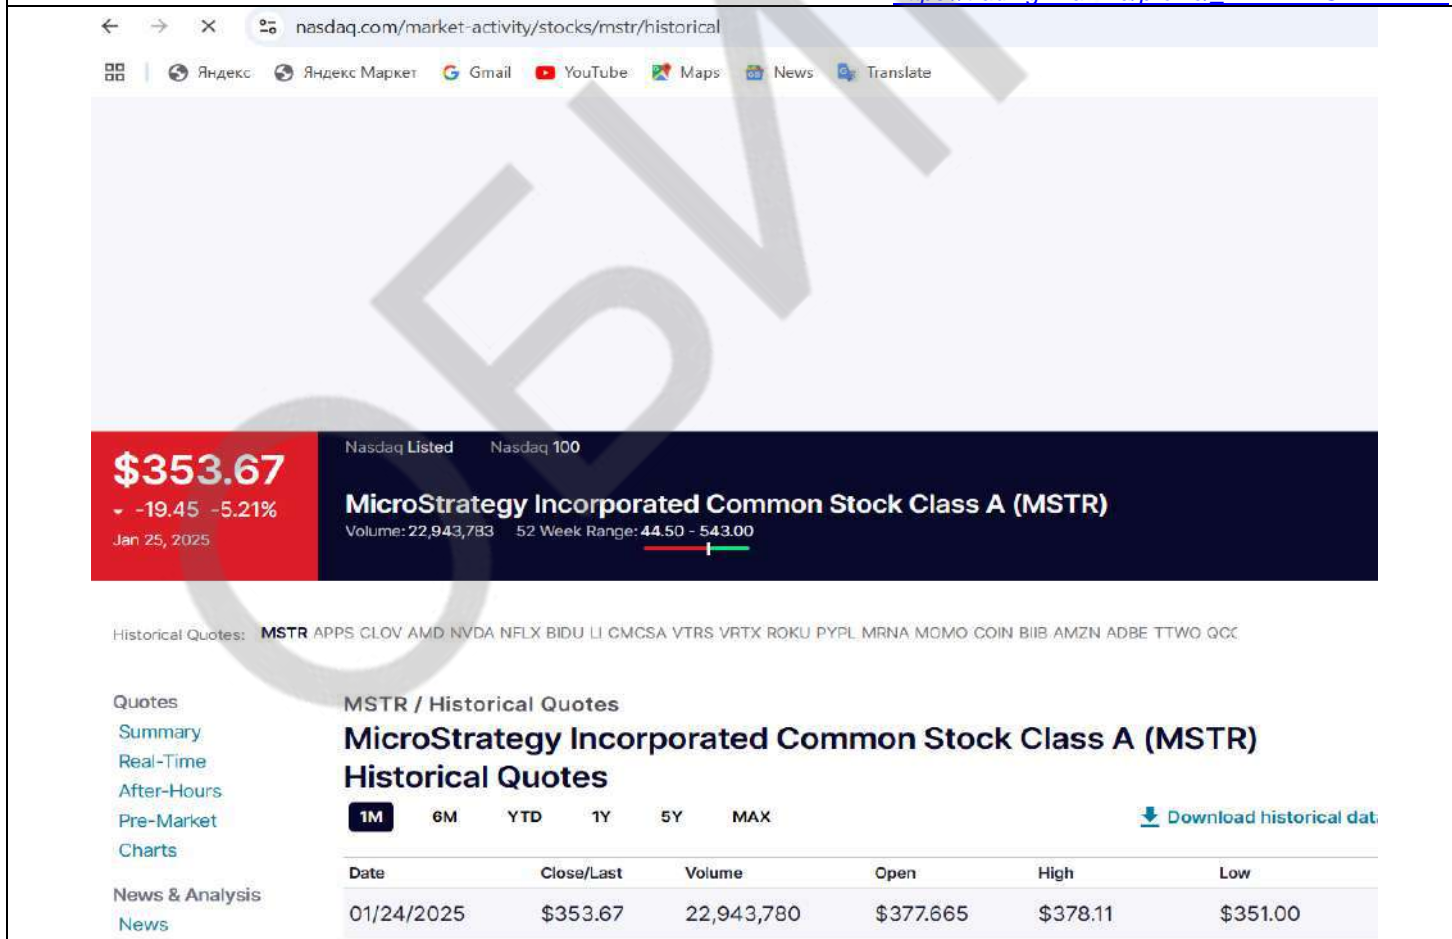 nasdaq.com/market-activity/stocks/mstr/historical
Яндекс Яндекс Маркет Gmail YouTube Maps News Translate
$353.67
-19.45 -5.21%
Jan 25, 2025
Nasdaq Listed Nasdaq 100
MicroStrategy Incorporated Common Stock Class A (MSTR)
Volume: 22,943,783 52 Week Range: 44.50 - 543.00
Historical Quotes: MSTR APPS CLOV AMD NVDA NFLX BIDU LI CMCSA VTRS VRTX ROKU PYPL MRNA MOMO COIN BIIB AMZN ADBE TTWO
Quotes
Summary
Real-Time
After-Hours
Pre-Market
Charts
News & Analysis
News
MSTR / Historical Quotes
MicroStrategy Incorporated Common Stock Class A (MSTR)
Historical Quotes
1M 6M YTD 1Y 5Y MAX
Download historical dat
Date Close/Last Volume Open High Low
01/24/2025 $353.67 22,943,780 $377.665 $378.11 $351.00